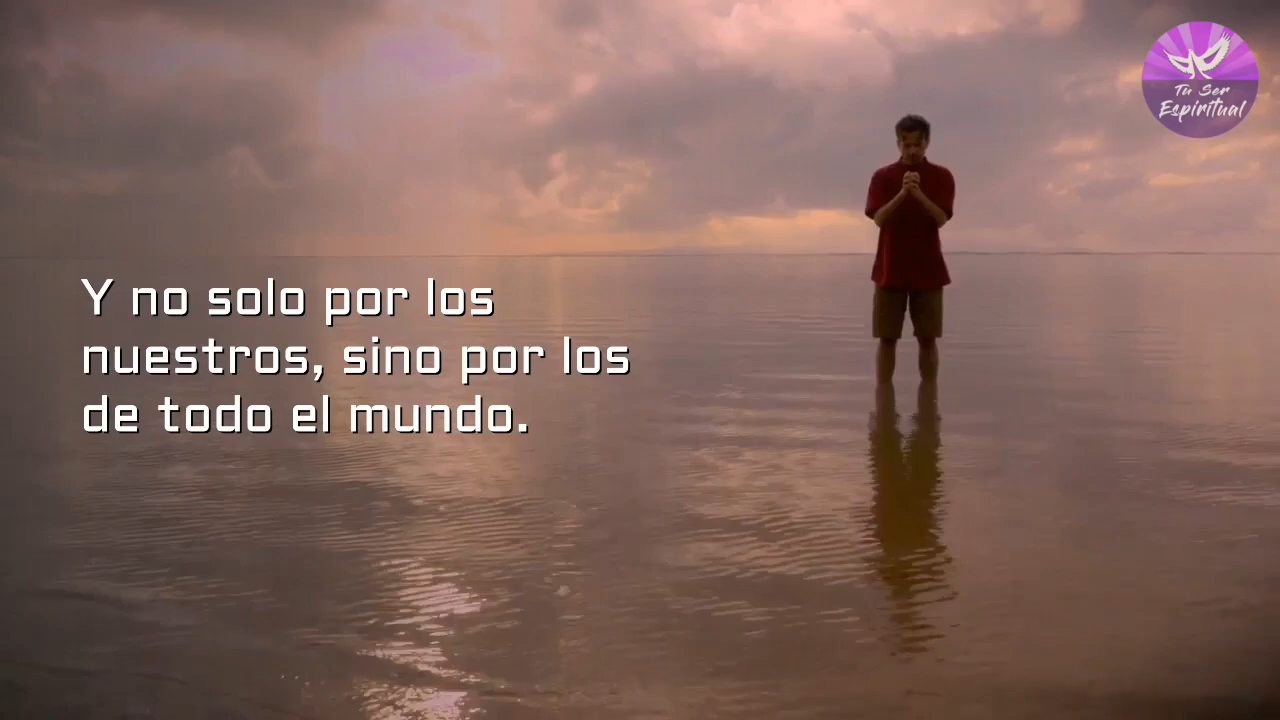 Tu Ser
Espiritual
Y no solo por los
nuestros, sino por los
de todo el mundo.